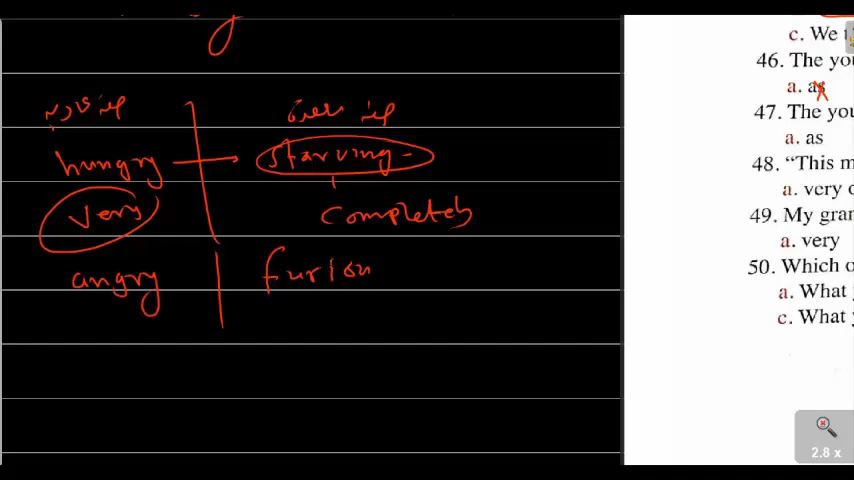 hungry starving -
very completely
angry furiou
c. We t
46. The you
a. as
47. The you
a. as
48. “This m
a. very o
49. My gran
a. very
50. Which o
a. What y
c. What y
2.8 x